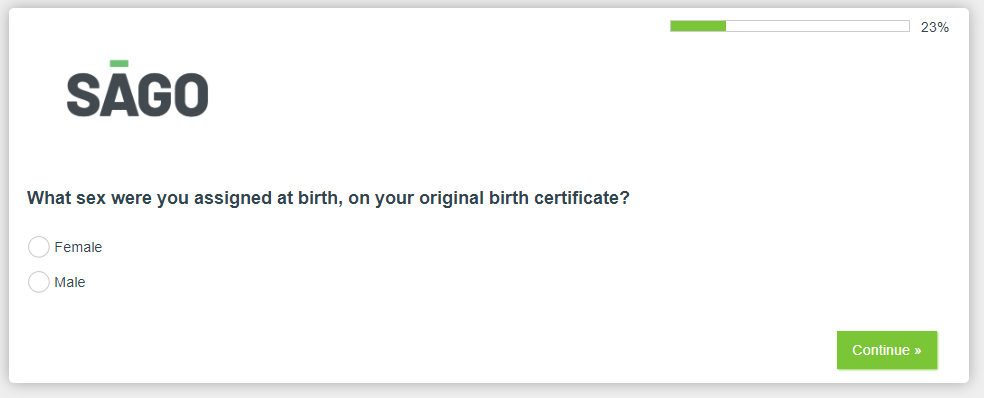 23%
SĀGO
What sex were you assigned at birth, on your original birth certificate?
Female
Male
Continue »